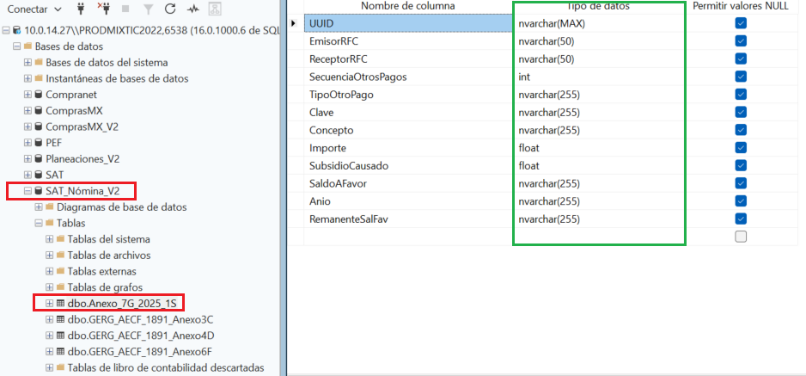 Conectar
10.0.14.27\\PRODMIXTIC2022,6538 (16.0.1000.6 de SQL
Bases de datos
Bases de datos del sistema
Instantáneas de bases de datos
Compranet
ComprasMX
ComprasMX_V2
PEF
Planeaciones_V2
SAT
SAT_Nómina_V2
Diagramas de base de datos
Tablas
Tablas del sistema
Tablas de archivos
Tablas externas
Tablas de grafos
dbo.Anexo_7G_2025_1S
dbo.GERG_AECF_1891_Anexo3C
dbo.GERG_AECF_1891_Anexo4D
dbo.GERG_AECF_1891_Anexo6F
Tablas de libro de contabilidad descartadas
Nombre de columna Tipo de datos Permitir valores NULL
UUID nvarchar(MAX)
EmisorRFC nvarchar(50)
ReceptorRFC nvarchar(50)
SecuenciaOtrosPagos int
TipoOtroPago nvarchar(255)
Clave nvarchar(255)
Concepto nvarchar(255)
Importe float
SubsidioCausado float
SaldoAFavor nvarchar(255)
Anio nvarchar(255)
RemanenteSalFav nvarchar(255)